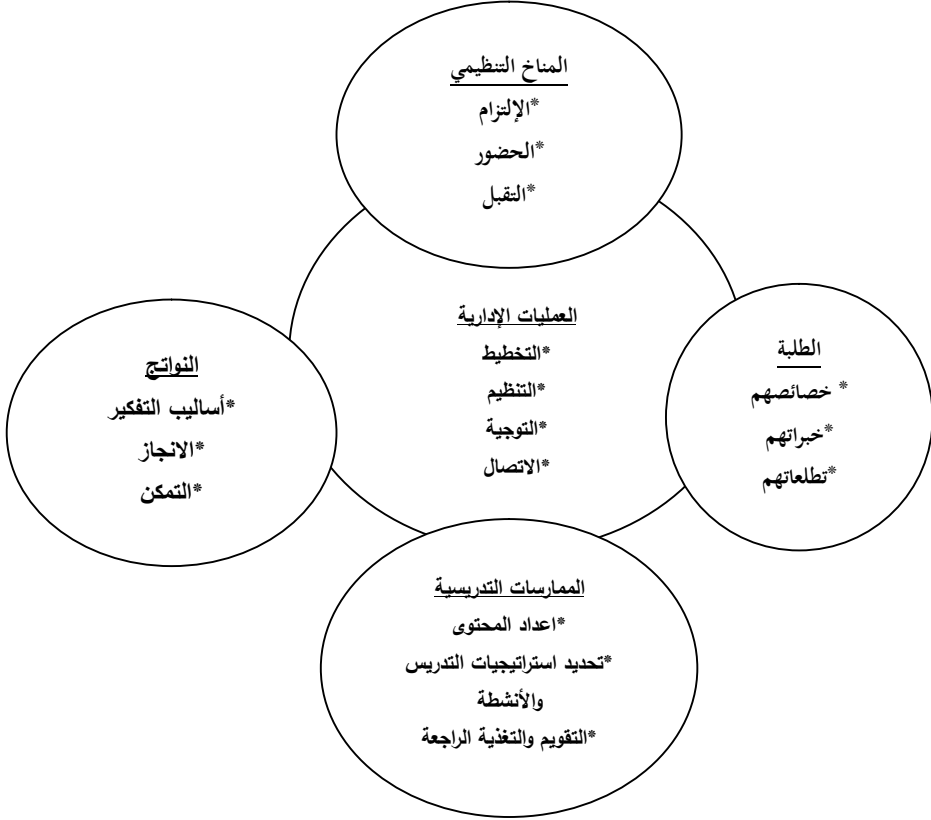 المناخ التنظيمي
*الإلتزام
*الحضور
*التقبل
العمليات الإدارية
*التخطيط
*التنظيم
*التوجية
*الاتصال
الطلبة
* خصائصهم
*خبراتهم
*تطلعاتهم
النواتج
*أساليب التفكير
*الانجاز
*التمكن
الممارسات التدريسية
*اعداد المحتوى
*تحديد استراتيجيات التدريس
والأنشطة
*التقويم والتغذية الراجعة